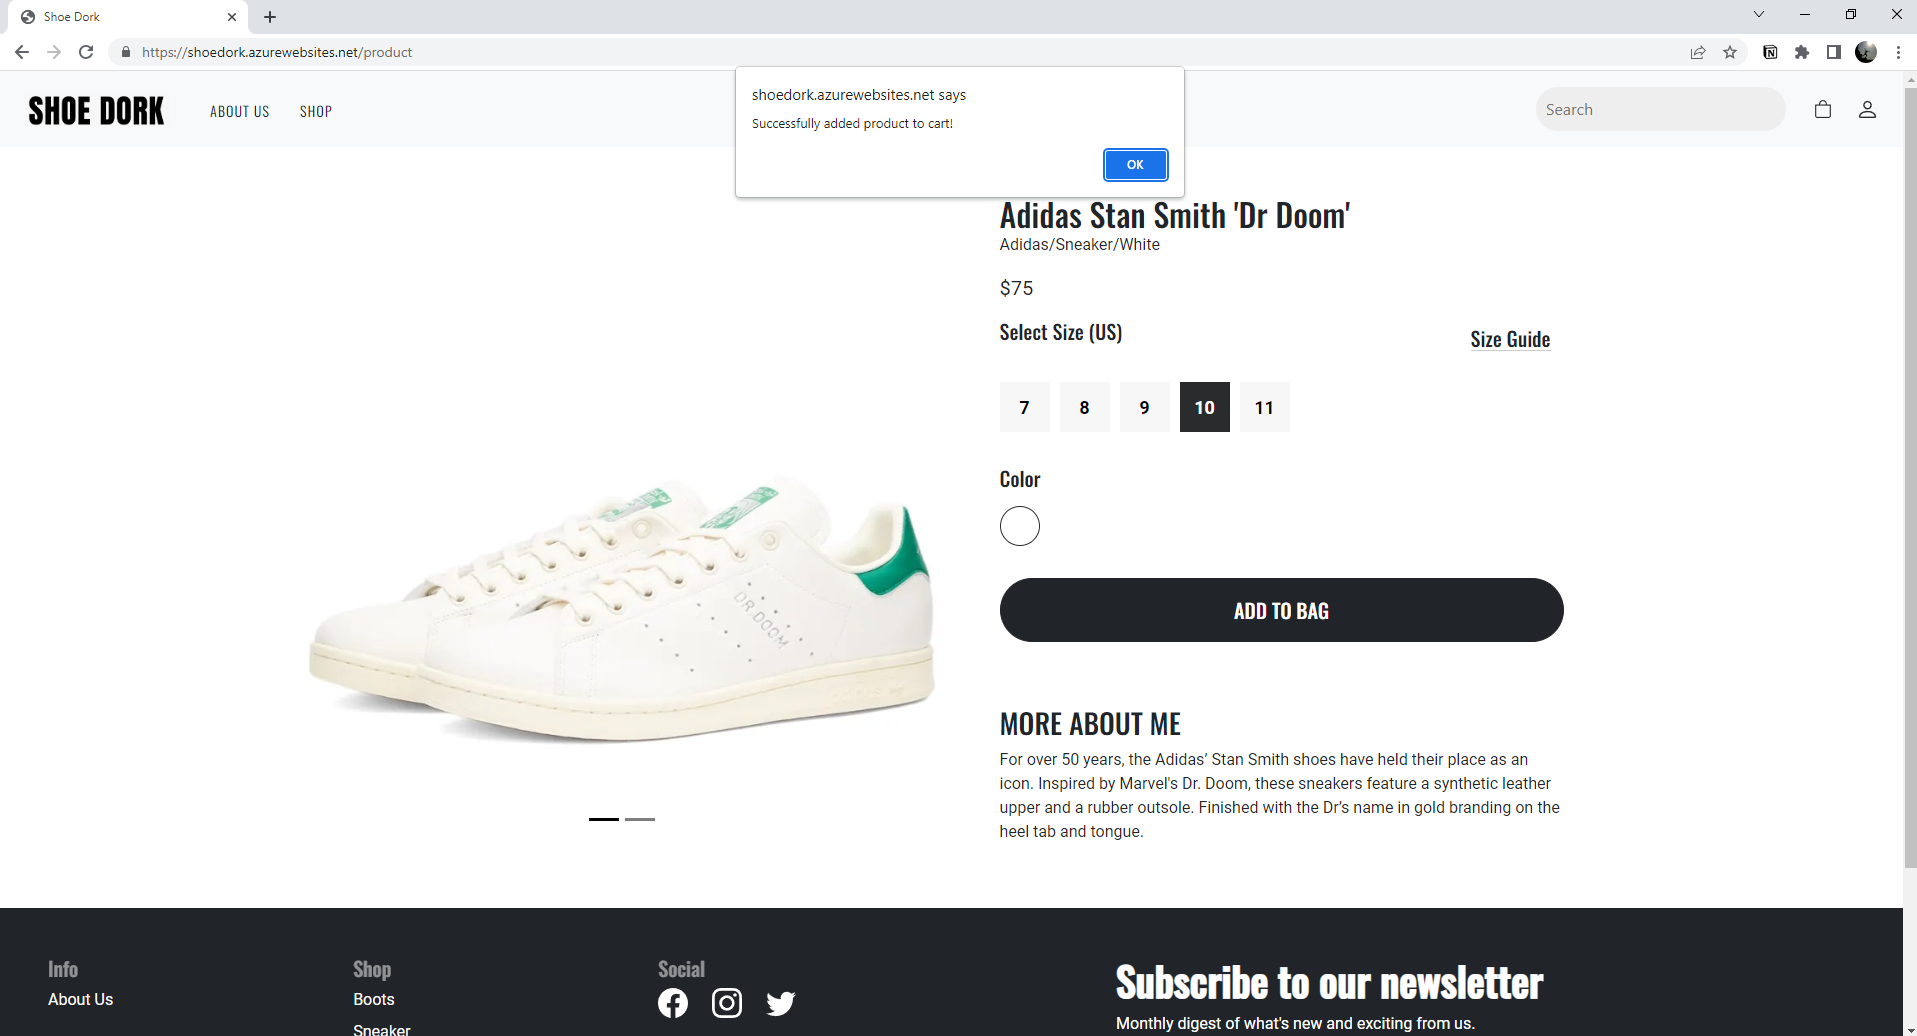 Shoe Dork
https://shoedork.azurewebsites.net/product
shoedork.azurewebsites.net says
Successfully added product to cart!
OK
SHOE DORK
ABOUT US
SHOP
Search
Adidas Stan Smith 'Dr Doom'
Adidas/Sneaker/White
$75
Select Size (US)
Size Guide
7 8 9 10 11
Color
DR DOOM
ADD TO BAG
MORE ABOUT ME
For over 50 years, the Adidas’ Stan Smith shoes have held their place as an
icon. Inspired by Marvel's Dr. Doom, these sneakers feature a synthetic leather
upper and a rubber outsole. Finished with the Dr’s name in gold branding on the
heel tab and tongue.
Info
About Us
Shop
Boots
Sneaker
Social
Subscribe to our newsletter
Monthly digest of what's new and exciting from us.